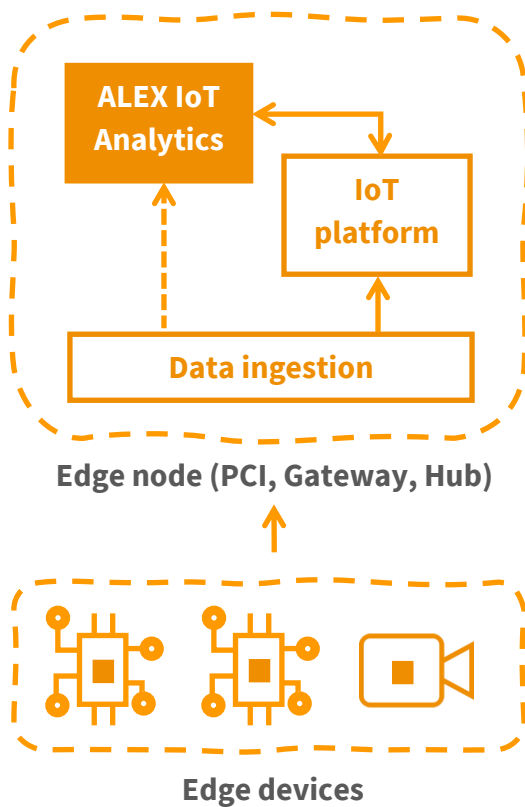 ALEX IoT
Analytics
IoT
platform
Data ingestion
Edge node (PCI, Gateway, Hub)
Edge devices